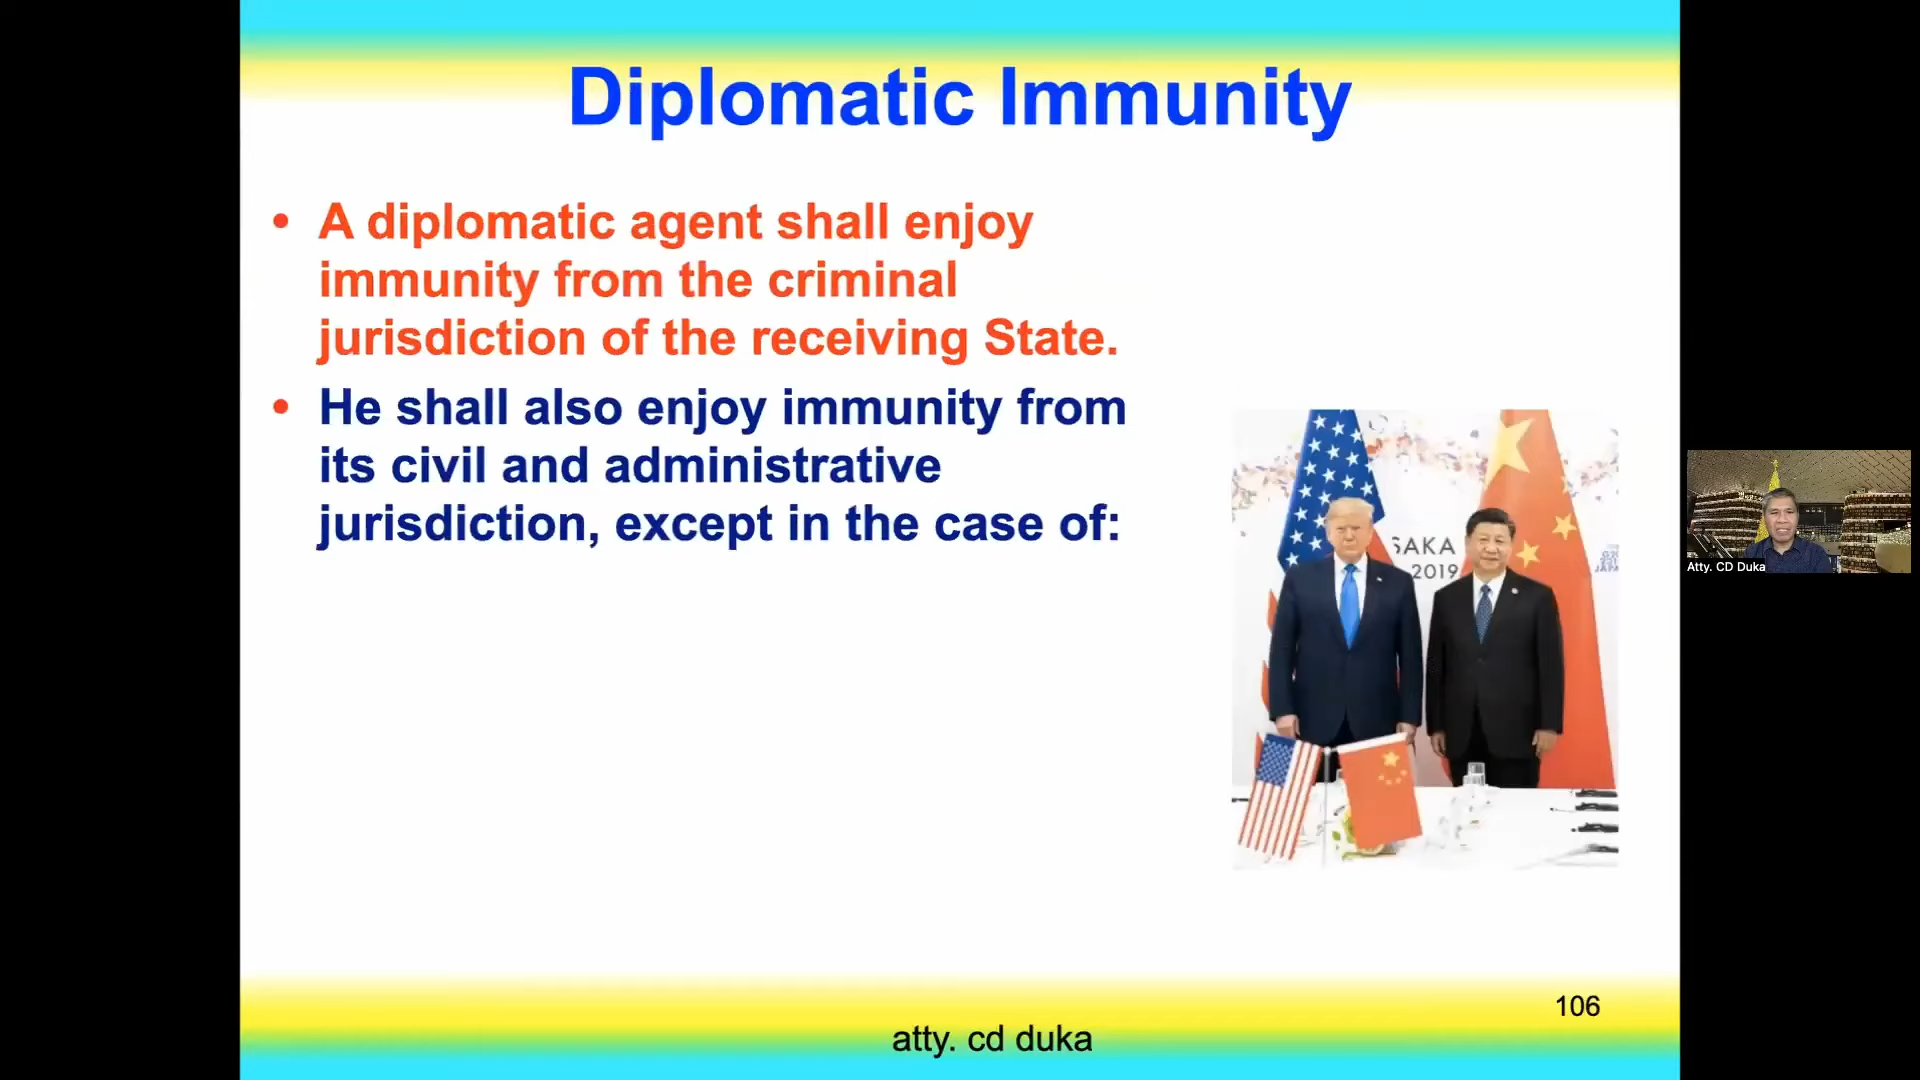 Diplomatic Immunity
• A diplomatic agent shall enjoy
immunity from the criminal
jurisdiction of the receiving State.
• He shall also enjoy immunity from
its civil and administrative
jurisdiction, except in the case of:
SAKA
2019
Atty. CD Duka
106
atty. cd duka